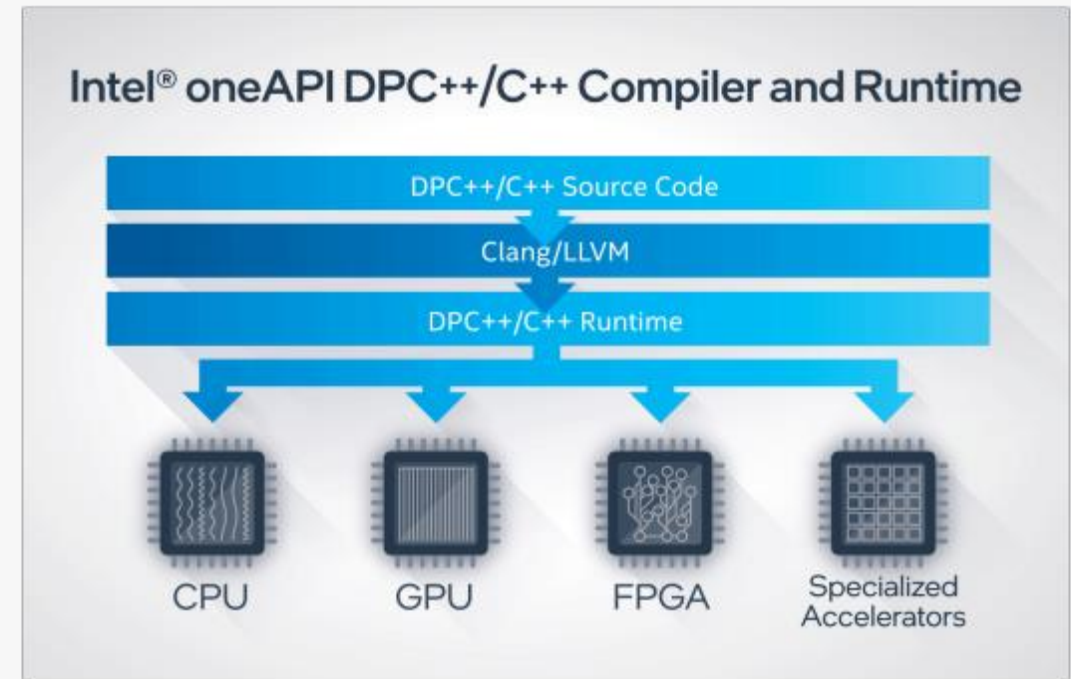 Intel® oneAPI DPC++/C++ Compiler and Runtime
DPC++/C++ Source Code
Clang/LLVM
DPC++/C++ Runtime
CPU
GPU
FPGA
Specialized
Accelerators